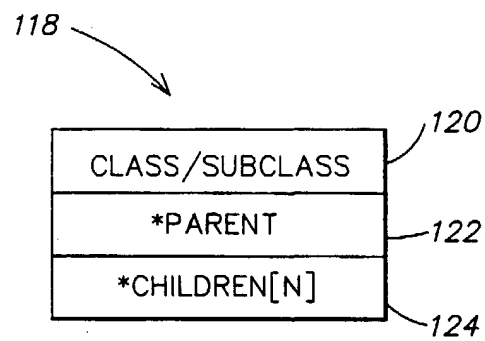 118
120
CLASS/SUBCLASS
*PARENT
122
*CHILDREN[N]
124